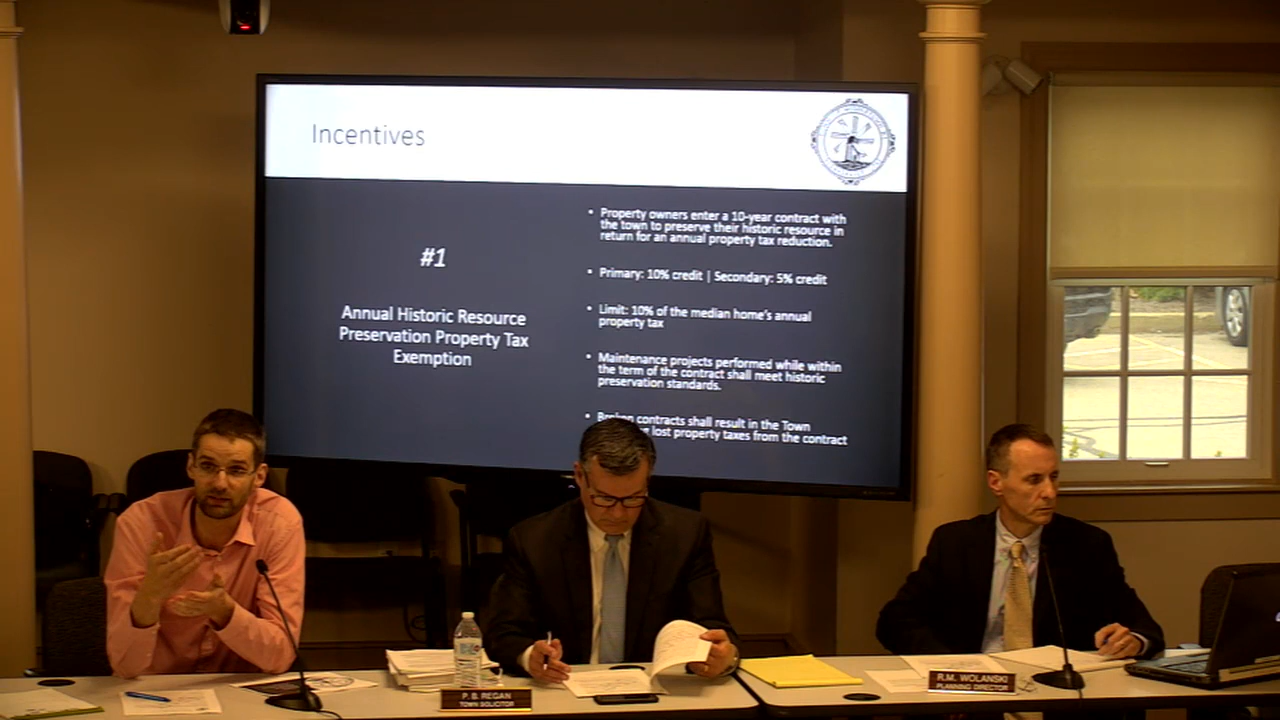 Incentives
#1
Annual Historic Resource
Preservation Property Tax
Exemption
• Property owners enter a 10-year contract with
the town to preserve their historic resource in
return for an annual property tax reduction.
• Primary: 10% credit | Secondary: 5% credit
• Limit: 10% of the median home's annual
property tax
• Maintenance projects performed while within
the term of the contract shall meet historic
preservation standards.
• Broken contracts shall result in the Town
lost property taxes from the contract
P.B. REGAN
TOWN SOLICITOR
R.M. WOLANSKI
PLANNING DIRECTOR